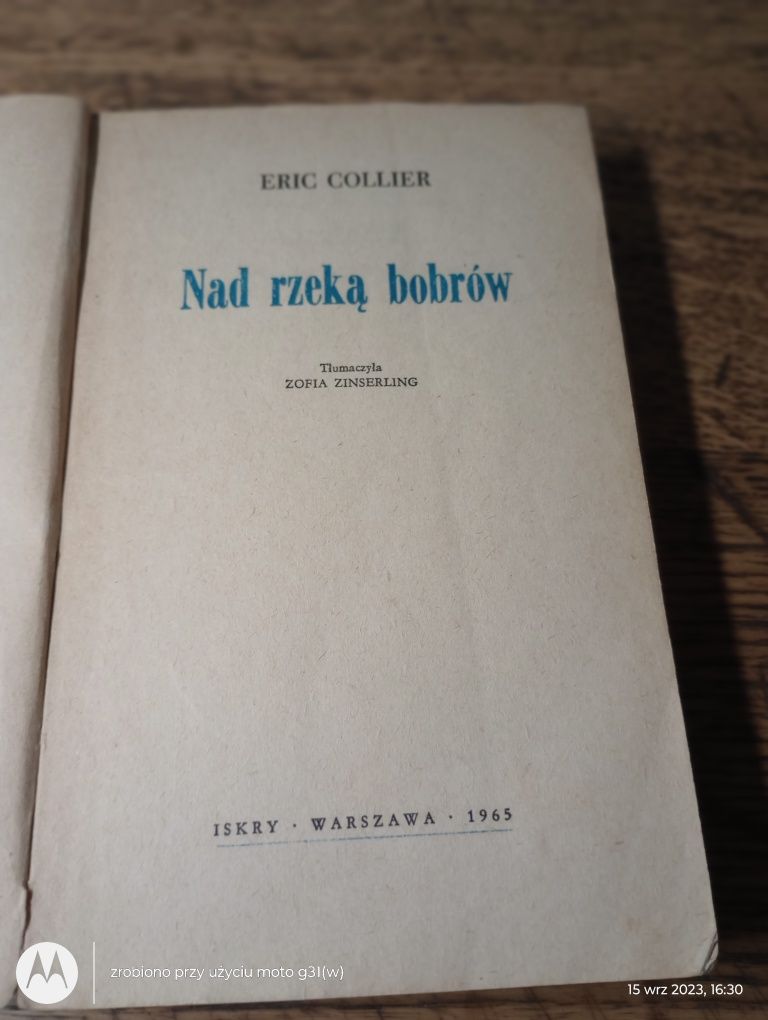 ERIC COLLIER
Nad rzeką bobrów
Tłumaczyła
ZOFIA ZINSERLING
ISKRY · WARSZAWA · 1965
zrobiono przy użyciu moto g31(w)
15 wrz 2023, 16:30